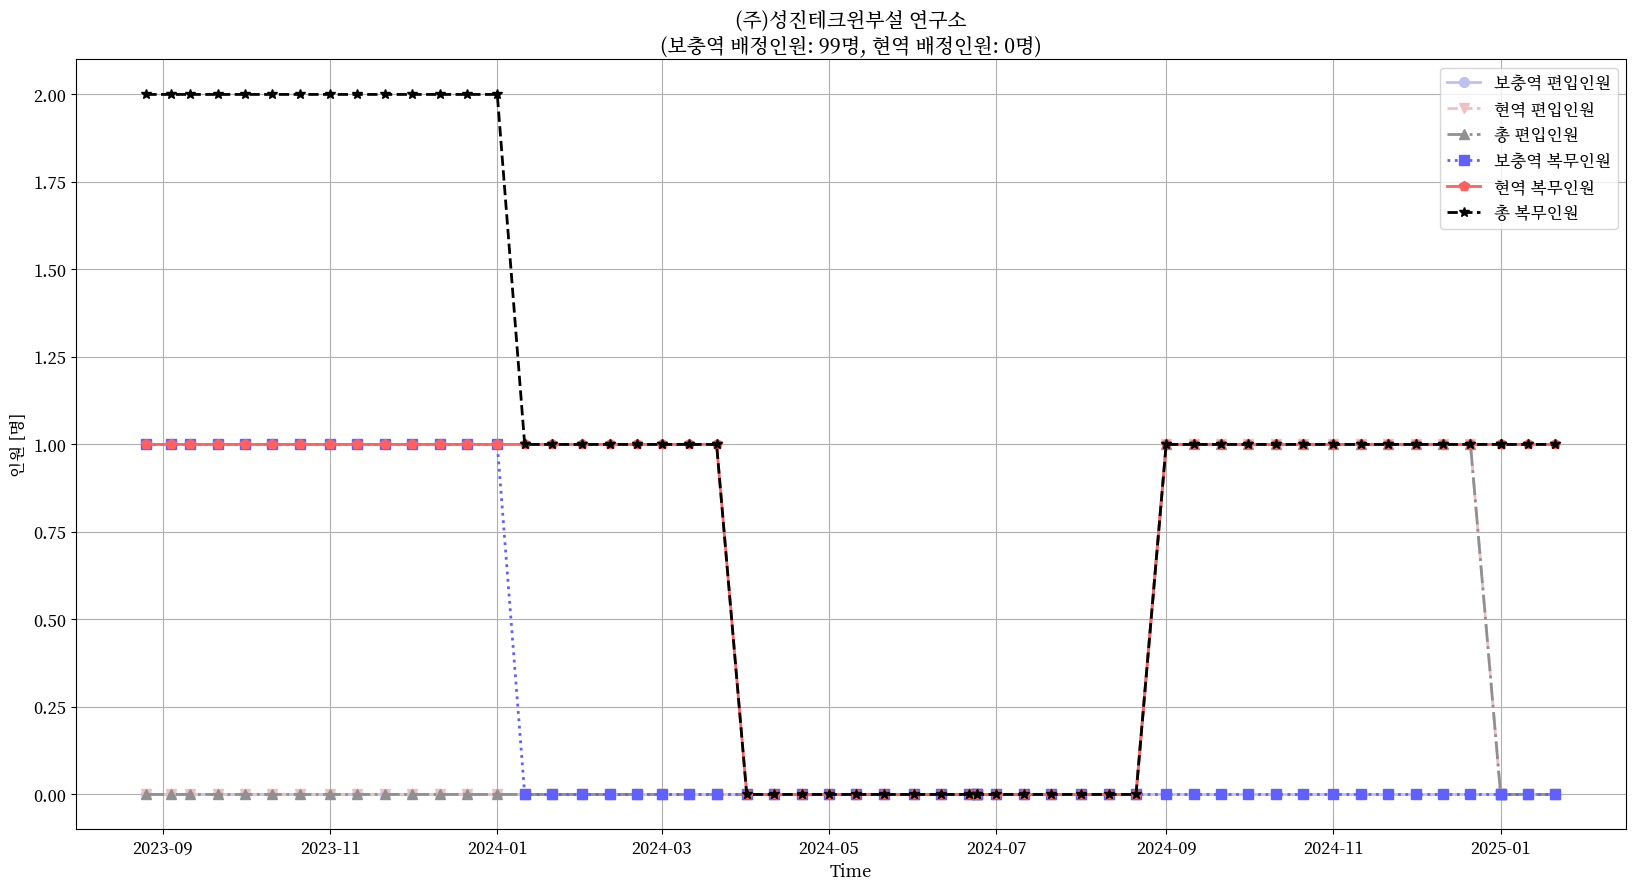 (주)성진테크윈부설 연구소
(보충역 배정인원: 99명, 현역 배정인원: 0명)
보충역 편입인원
현역 편입인원
총 편입인원
보충역 복무인원
현역 복무인원
총 복무인원
2.00
1.75
1.50
1.25
1.00
0.75
0.50
0.25
0.00
인원 [명]
2023-09 2023-11 2024-01 2024-03 2024-05 2024-07 2024-09 2024-11 2025-01
Time